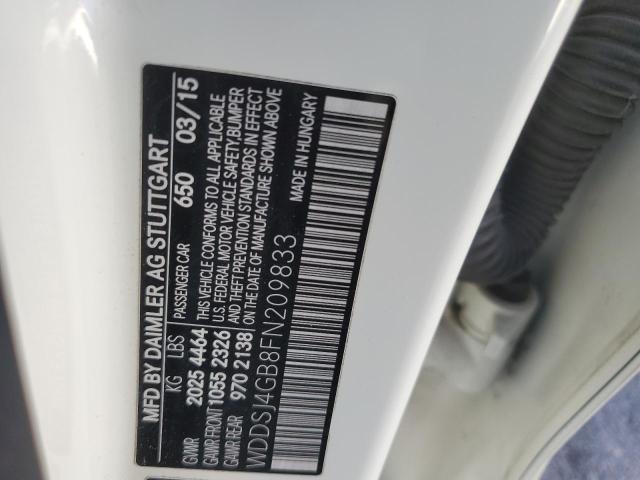 MFD BY DAIMLER AG STUTTGART
KG LBS PASSENGER CAR 650 03/15
GVWR 2025 4464 THIS VEHICLE CONFORMS TO ALL APPLICABLE
GAWR FRONT 1055 2326 U.S. FEDERAL MOTOR VEHICLE SAFETY, BUMPER
GAWR REAR 970 2138 AND THEFT PREVENTION STANDARDS IN EFFECT
ON THE DATE OF MANUFACTURE SHOWN ABOVE
WDDSJ4GB8FN209833
MADE IN HUNGARY